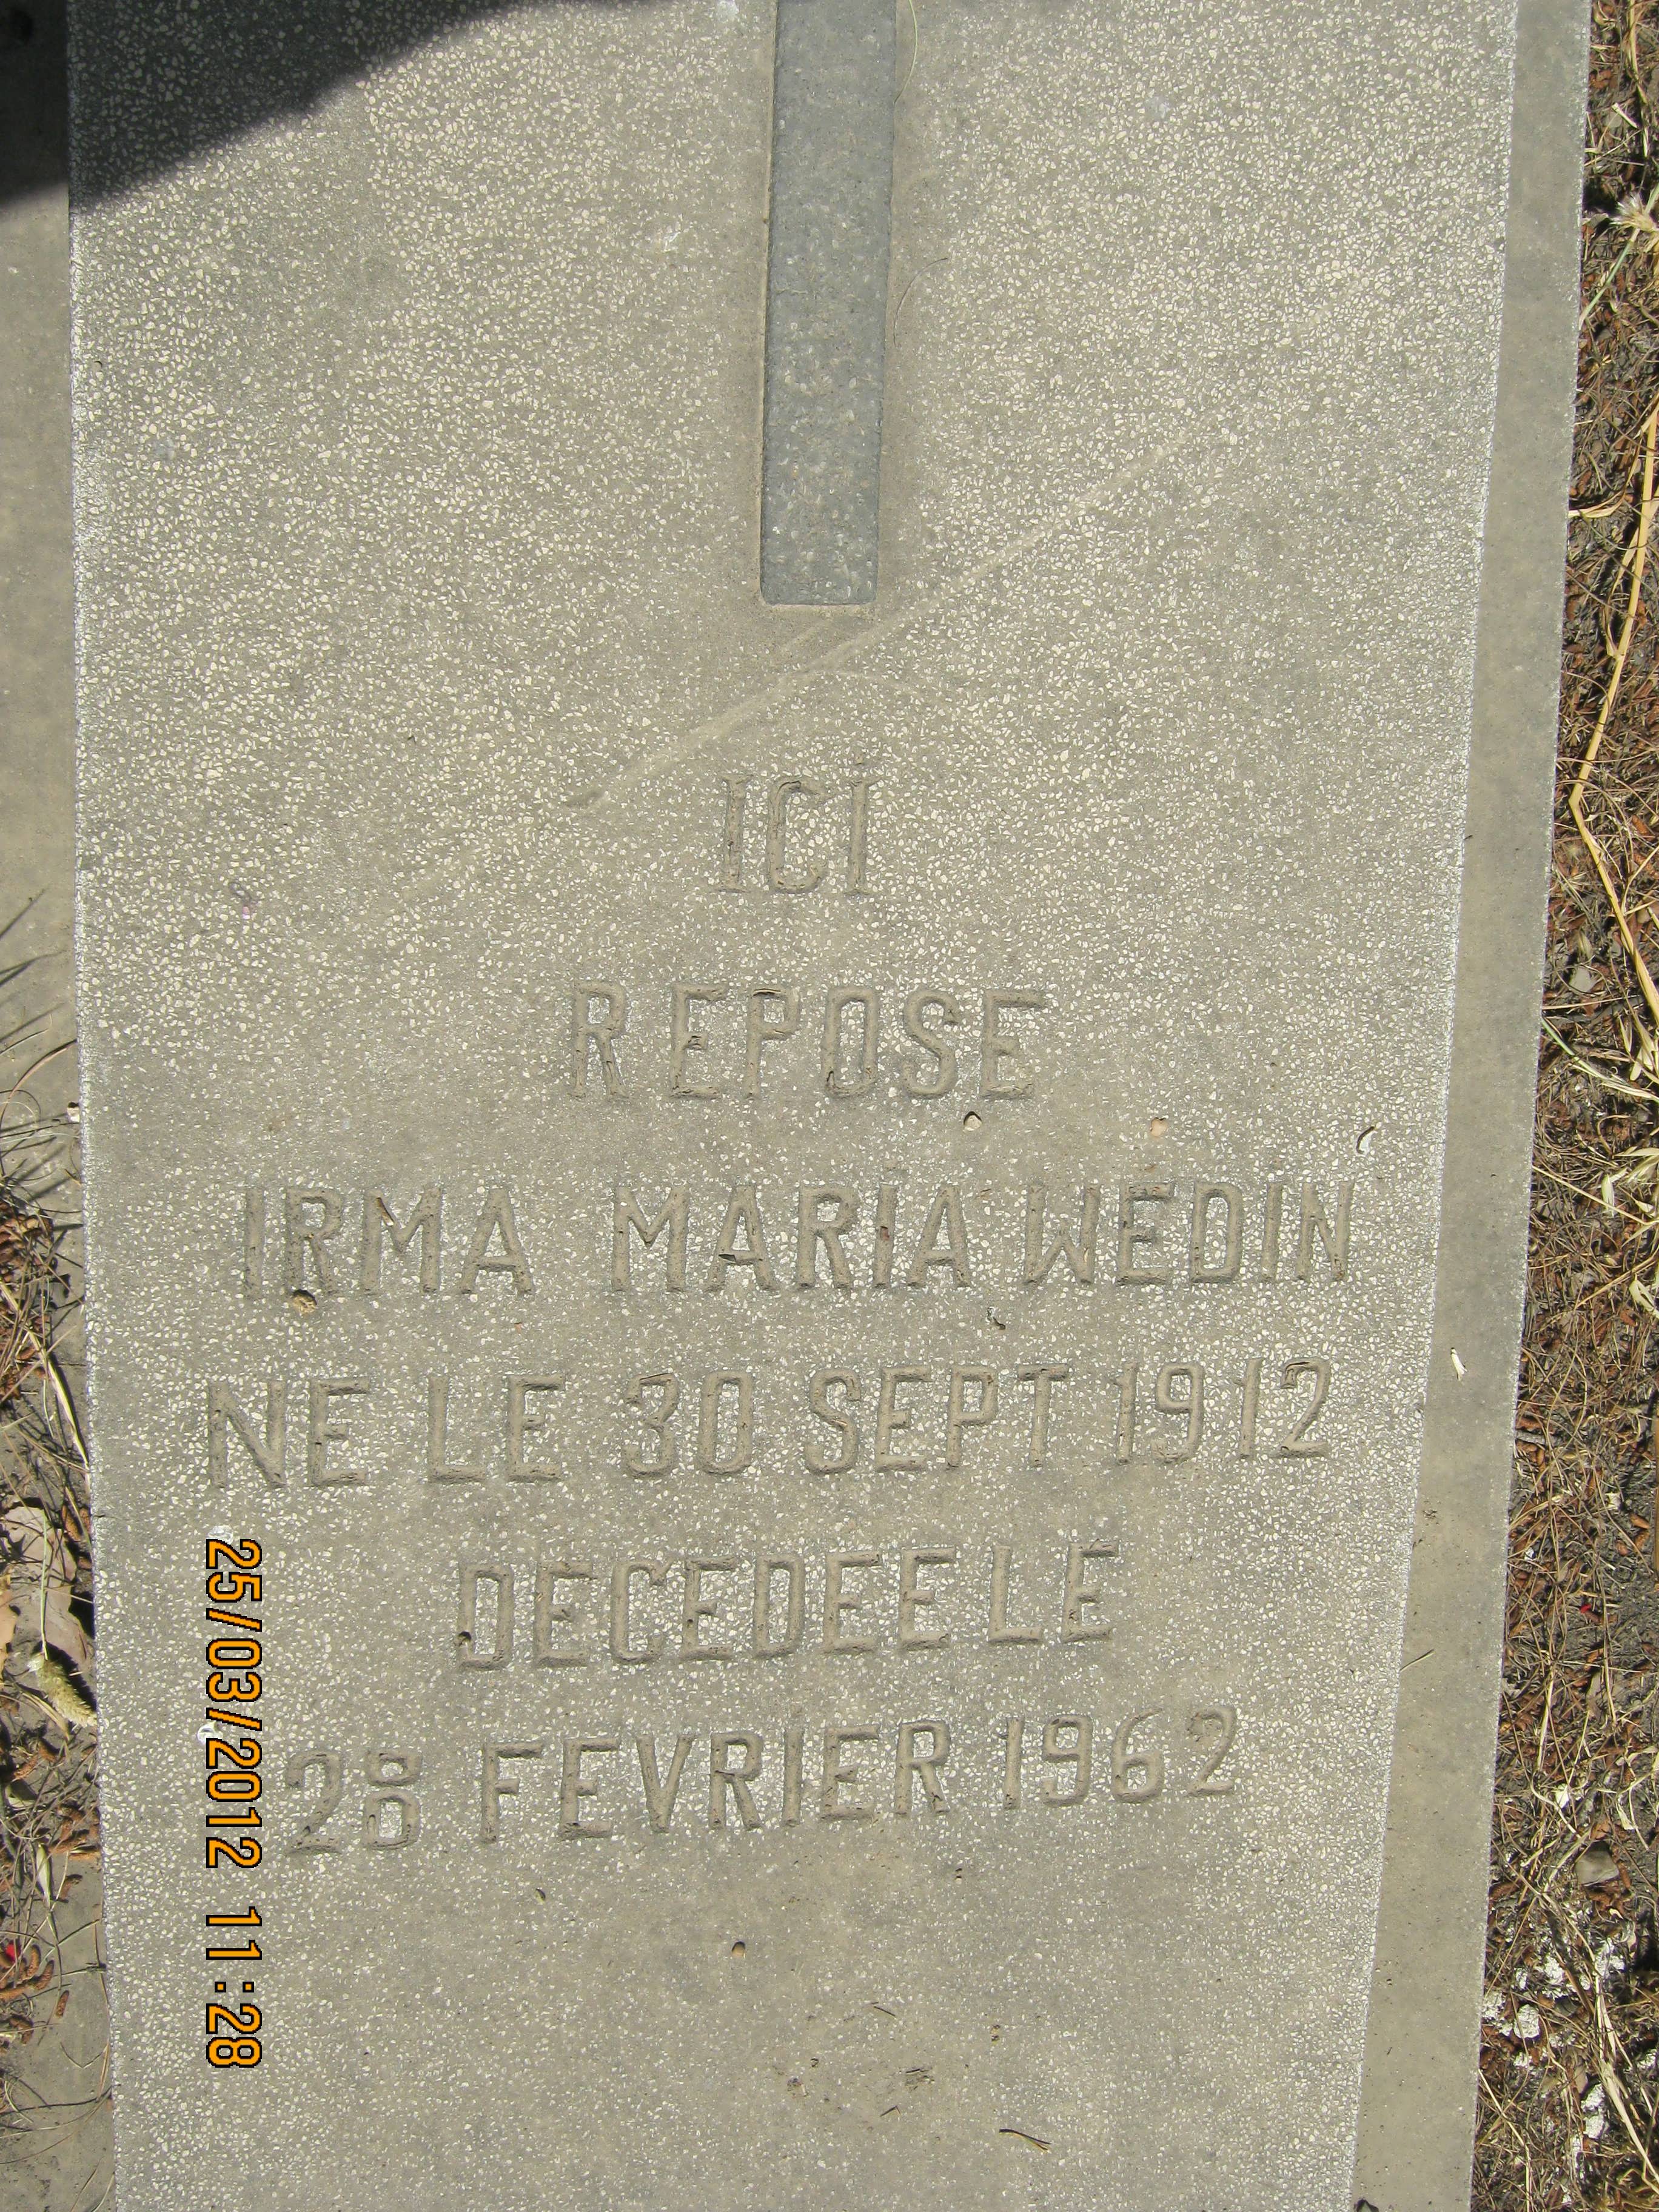 ICI
REPOSE
IRMA MARIA WEDIN
NE LE 30 SEPT 1912
DECEDEE LE
28 FEVRIER 1962
25/03/2012 11:28